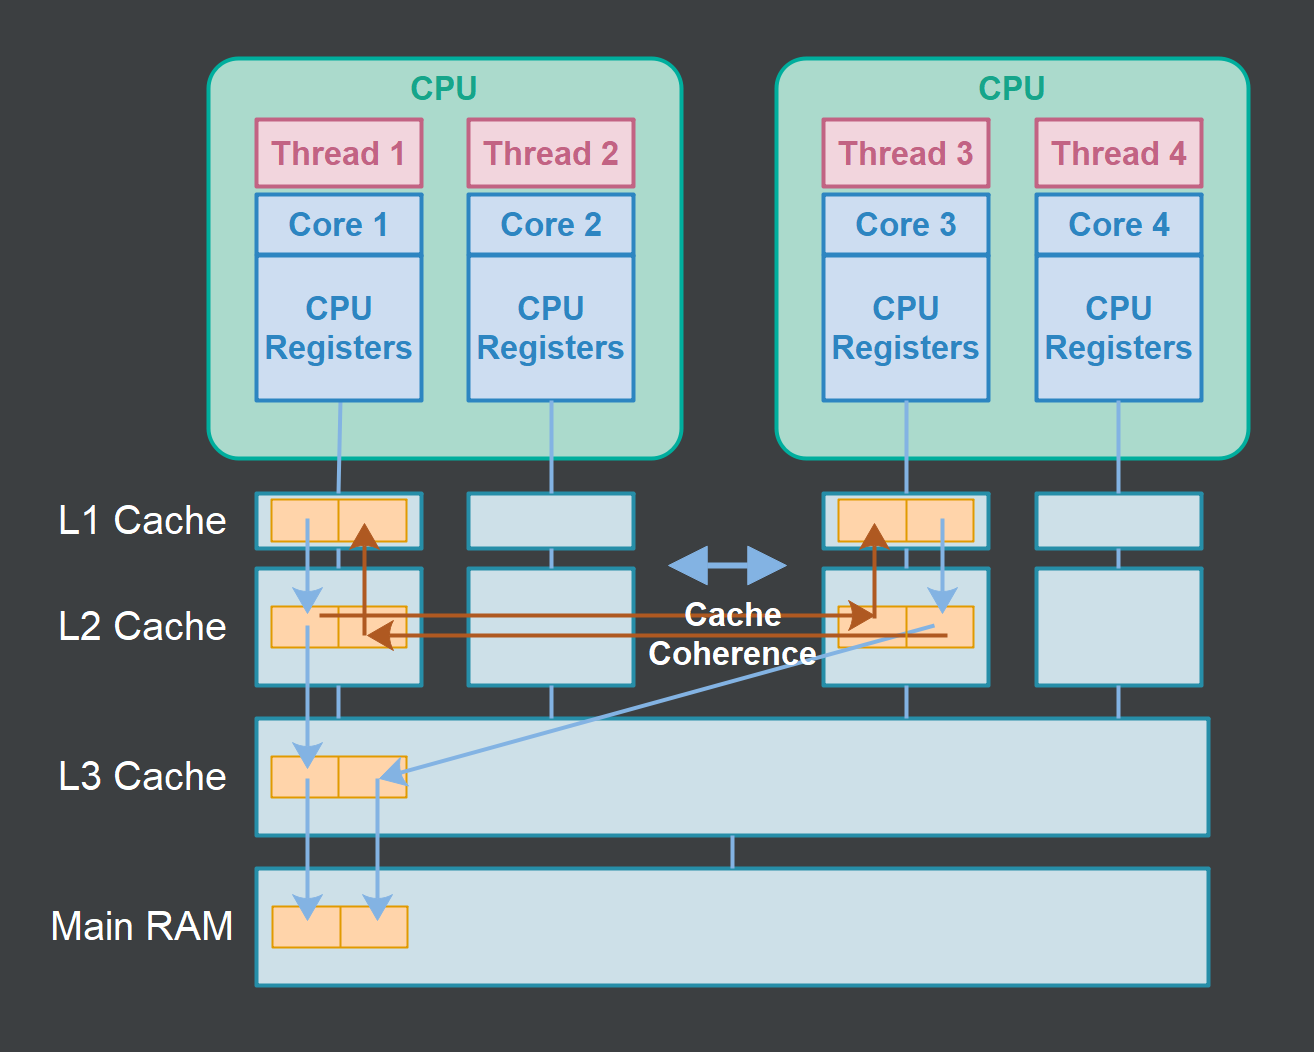 CPU
CPU
Thread 1
Thread 2
Thread 3
Thread 4
Core 1
Core 2
Core 3
Core 4
CPU
Registers
CPU
Registers
CPU
Registers
CPU
Registers
L1 Cache
Cache
Coherence
L2 Cache
L3 Cache
Main RAM